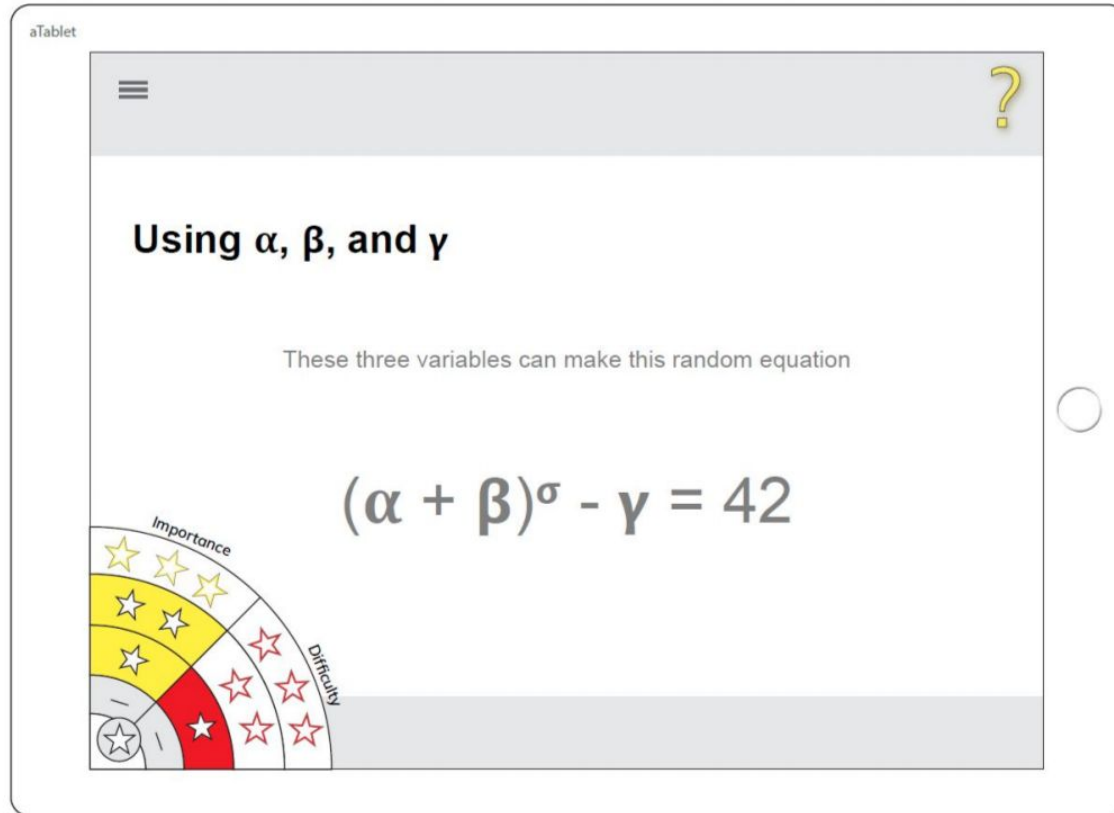 aTablet
?
Using α, β, and γ
These three variables can make this random equation
(α + β)^σ - γ = 42
Importance
Difficulty